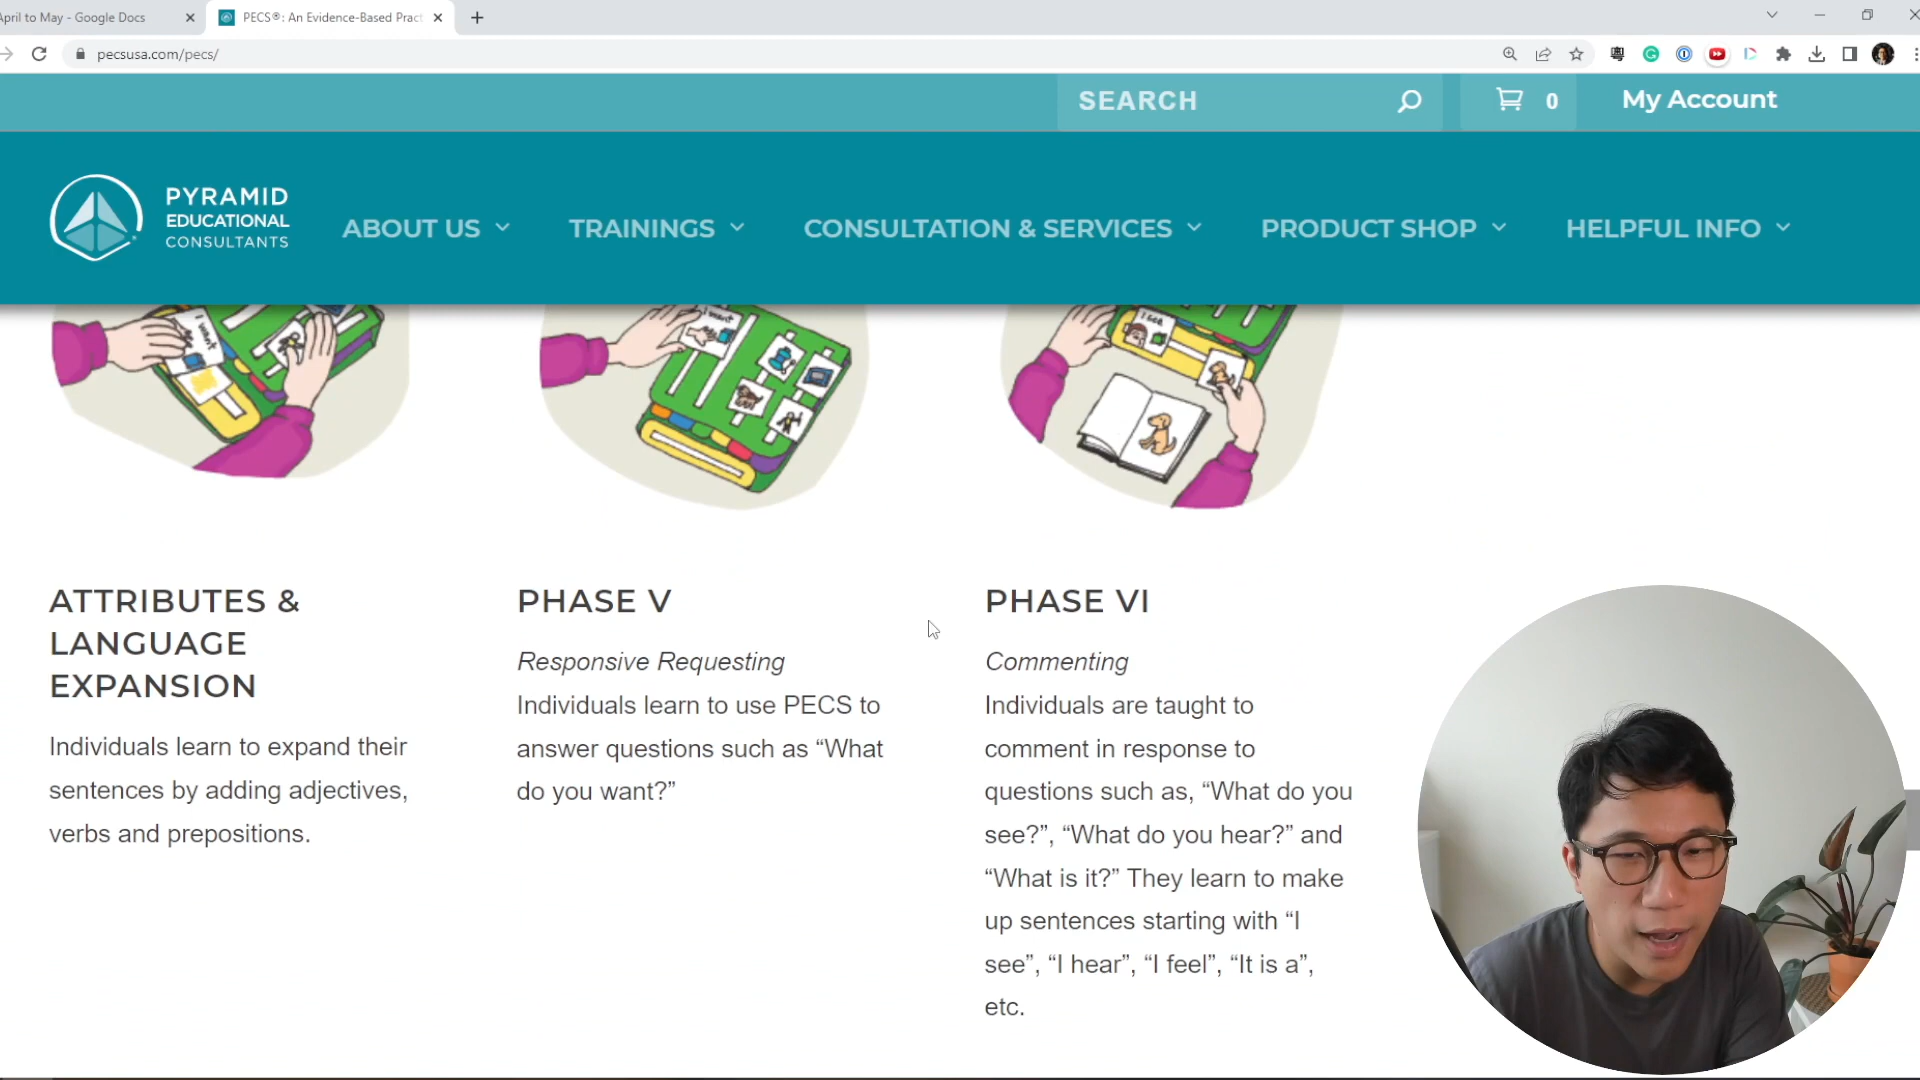 April to May - Google Docs
PECS®: An Evidence-Based Pract
pecsusa.com/pecs/
SEARCH
0
My Account
PYRAMID
EDUCATIONAL
CONSULTANTS
ABOUT US
TRAININGS
CONSULTATION & SERVICES
PRODUCT SHOP
HELPFUL INFO
I want
I want
I see
ATTRIBUTES &
LANGUAGE
EXPANSION
Individuals learn to expand their
sentences by adding adjectives,
verbs and prepositions.
PHASE V
Responsive Requesting
Individuals learn to use PECS to
answer questions such as “What
do you want?”
PHASE VI
Commenting
Individuals are taught to
comment in response to
questions such as, “What do you
see?”, “What do you hear?” and
“What is it?” They learn to make
up sentences starting with “I
see”, “I hear”, “I feel”, “It is a”,
etc.